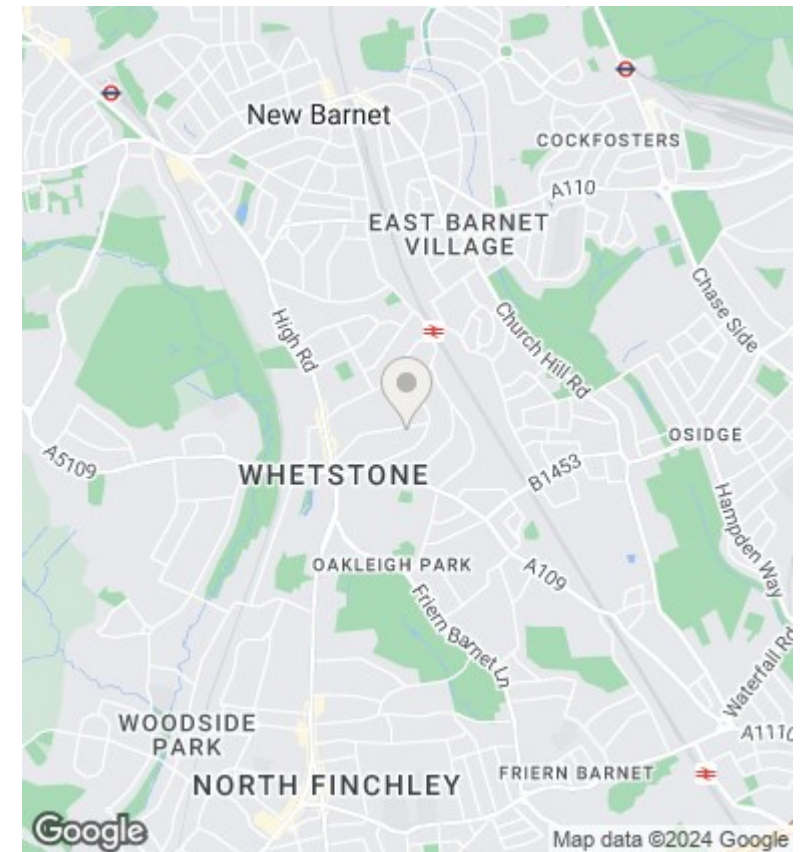 New Barnet
COCKFOSTERS
A110
EAST BARNET
VILLAGE
Chase Side
High Rd
Church Hill Rd
OSIDGE
A5109
WHETSTONE
B1453
Hampden Way
OAKLEIGH PARK
A109
Friern Barnet Ln
Waterfall Rd
WOODSIDE
PARK
A1110
NORTH FINCHLEY
FRIERN BARNET
Google
Map data ©2024 Google